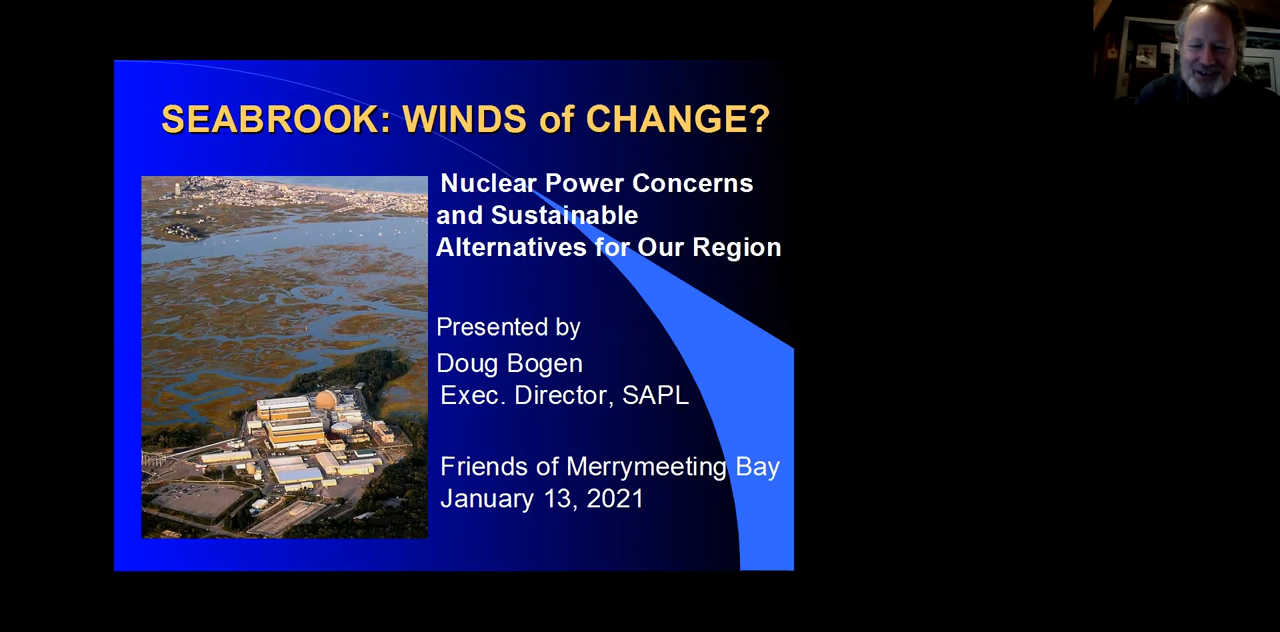 SEABROOK: WINDS of CHANGE?
Nuclear Power Concerns
and Sustainable
Alternatives for Our Region
Presented by
Doug Bogen
Exec. Director, SAPL
Friends of Merrymeeting Bay
January 13, 2021